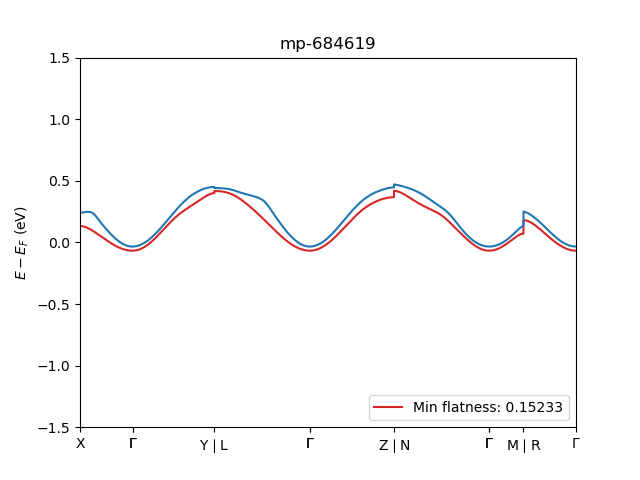 mp-684619
1.5
1.0
0.5
0.0
−0.5
−1.0
−1.5
E − E_F (eV)
Min flatness: 0.15233
X Γ Y | L Γ Z | N Γ M | R Γ